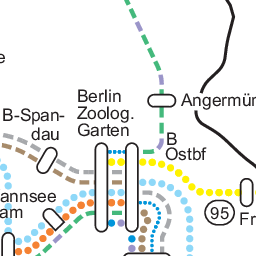 e
Berlin
Zoolog.
Garten
Angermün
B-Span-
dau
B
Ostbf
annsee
am
95
Fr